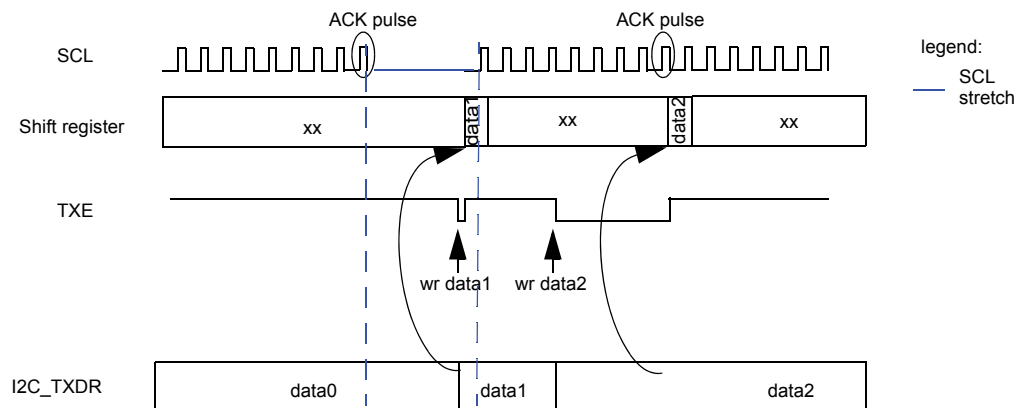 ACK pulse
ACK pulse
SCL
legend:
SCL
stretch
Shift register
xx
data1
xx
data2
xx
TXE
wr data1
wr data2
I2C_TXDR
data0
data1
data2